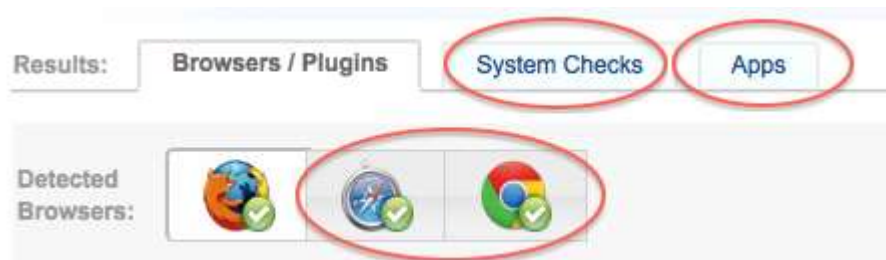 Results: Browsers / Plugins System Checks Apps
Detected
Browsers: